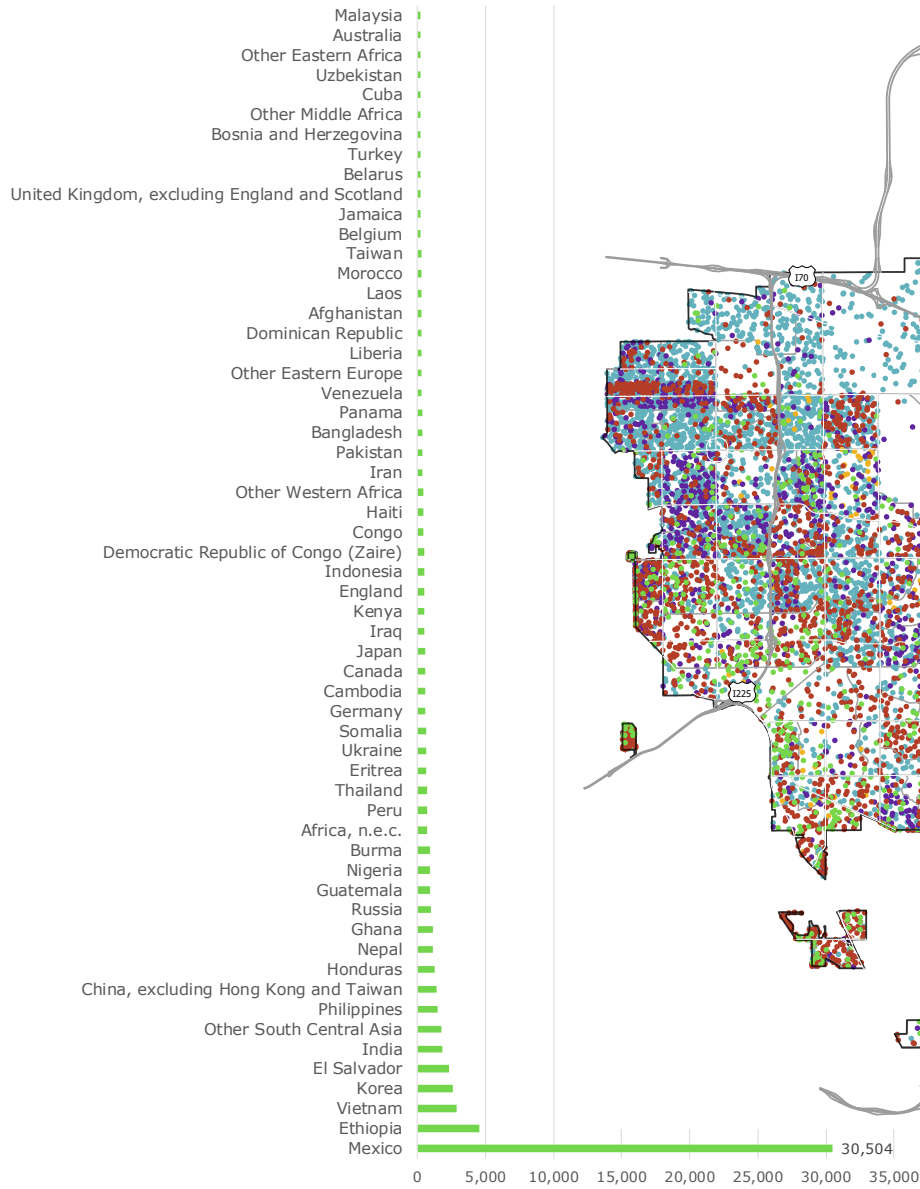 Malaysia
Australia
Other Eastern Africa
Uzbekistan
Cuba
Other Middle Africa
Bosnia and Herzegovina
Turkey
Belarus
United Kingdom, excluding England and Scotland
Jamaica
Belgium
Taiwan
Morocco
I70
Laos
Afghanistan
Dominican Republic
Liberia
Other Eastern Europe
Venezuela
Panama
Bangladesh
Pakistan
Iran
Other Western Africa
Haiti
Congo
Democratic Republic of Congo (Zaire)
Indonesia
England
Kenya
Iraq
Japan
Canada
Cambodia
I225
Germany
Somalia
Ukraine
Eritrea
Thailand
Peru
Africa, n.e.c.
Burma
Nigeria
Guatemala
Russia
Ghana
Nepal
Honduras
China, excluding Hong Kong and Taiwan
Philippines
Other South Central Asia
India
El Salvador
Korea
Vietnam
Ethiopia
Mexico 30,504
0 5,000 10,000 15,000 20,000 25,000 30,000 35,000